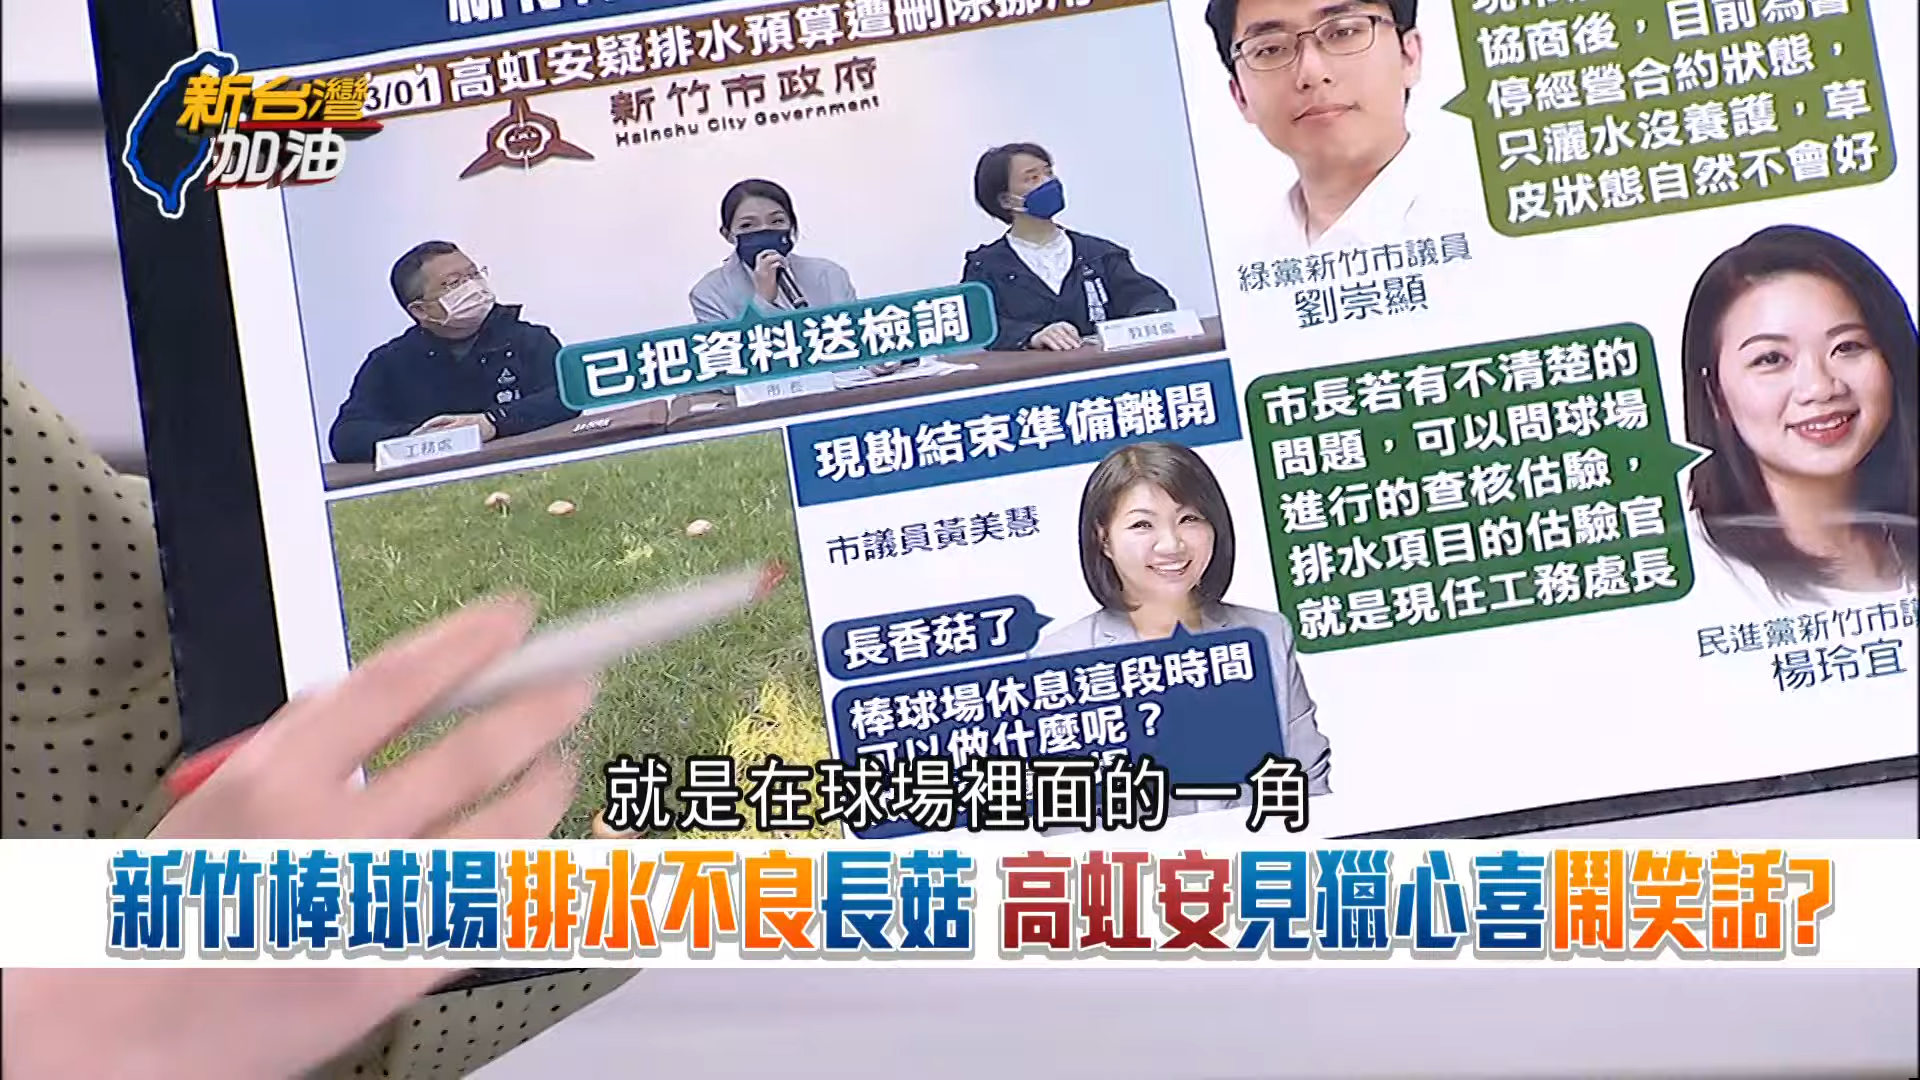 新台灣
加油
3/01 高虹安疑排水預算遭刪除挪用
新竹市政府
Hsinchu City Government
已把資料送檢調
工務處
市長
教育處
現勘結束準備離開
市議員黃美慧
長香菇了
棒球場休息這段時間
可以做什麼呢？
協商後，目前為暫
停經營合約狀態，
只灑水沒養護，草
皮狀態自然不會好
綠黨新竹市議員
劉崇顯
市長若有不清楚的
問題，可以問球場
進行的查核估驗，
排水項目的估驗官
就是現任工務處長
民進黨新竹市議
楊玲宜
就是在球場裡面的一角
新竹棒球場排水不良長菇 高虹安見獵心喜鬧笑話?